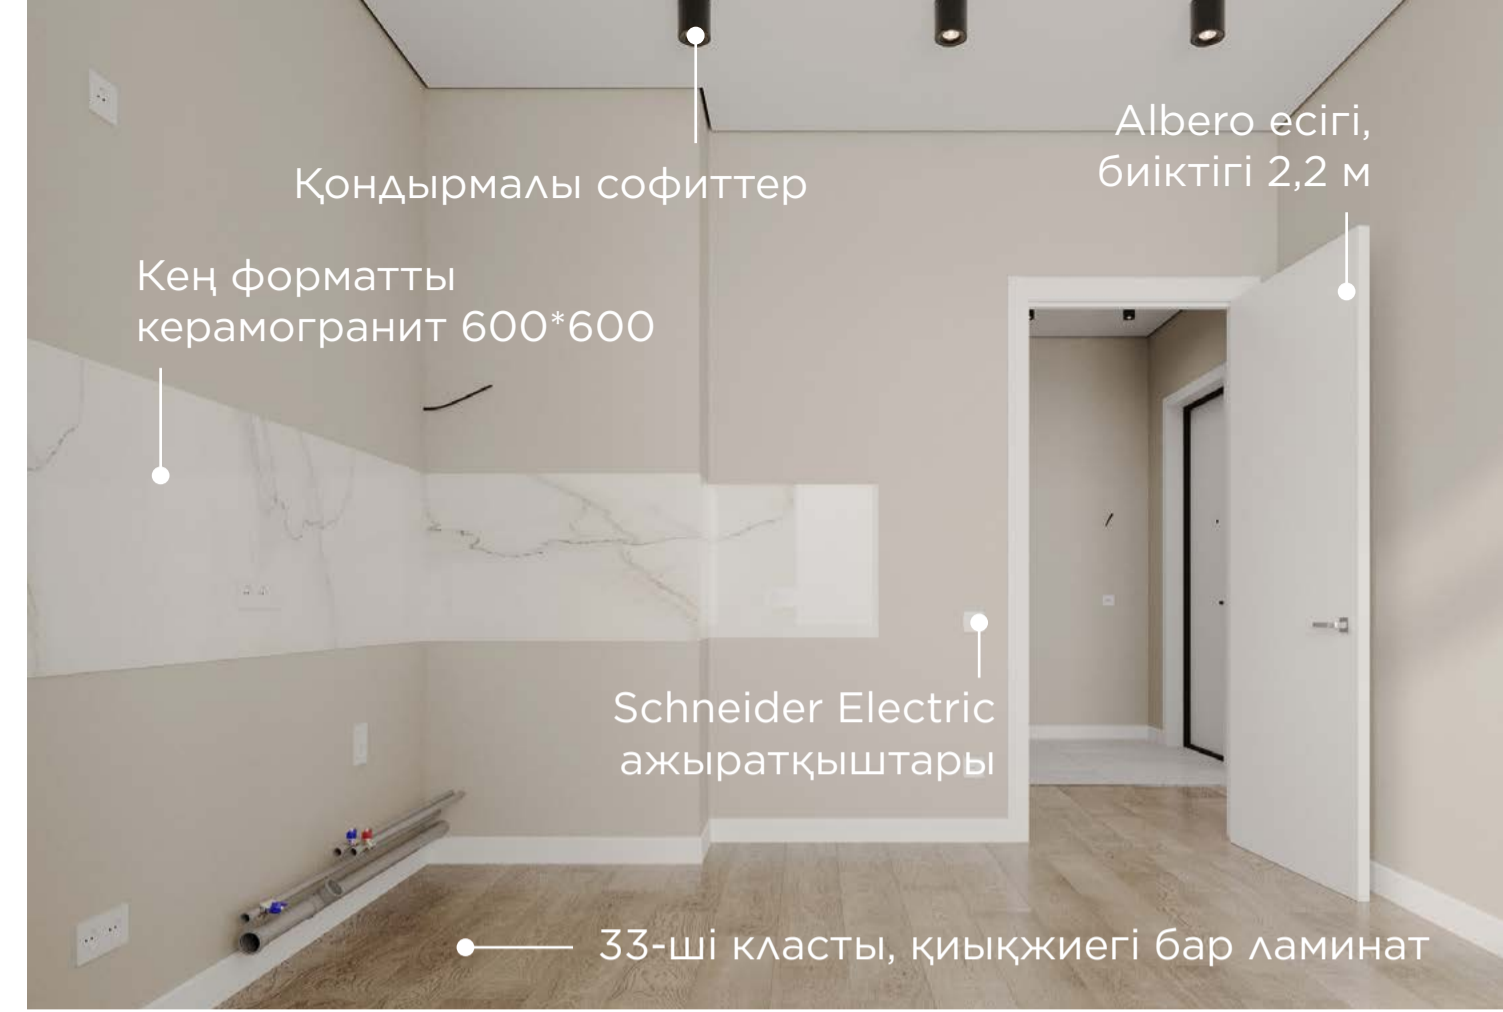 Қондырмалы софиттер
Albero есігі,
биіктігі 2,2 м
Кең форматты
керамогранит 600*600
Schneider Electric
ажыратқыштары
33-ші класты, қиықжиегі бар ламинат